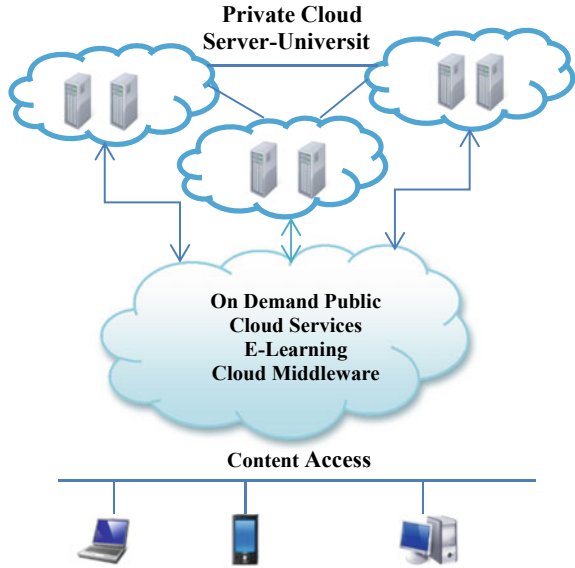 Private Cloud
Server-Universit
On Demand Public
Cloud Services
E-Learning
Cloud Middleware
Content Access